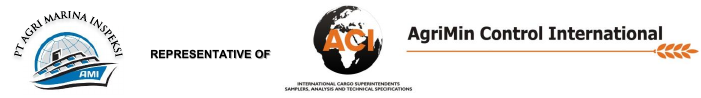 PT AGRI MARINA INSPEKSI
AMI
REPRESENTATIVE OF
ACI
INTERNATIONAL CARGO SUPERINTENDENTS
SAMPLERS, ANALYSIS AND TECHNICAL SPECIFICATIONS
AgriMin Control International